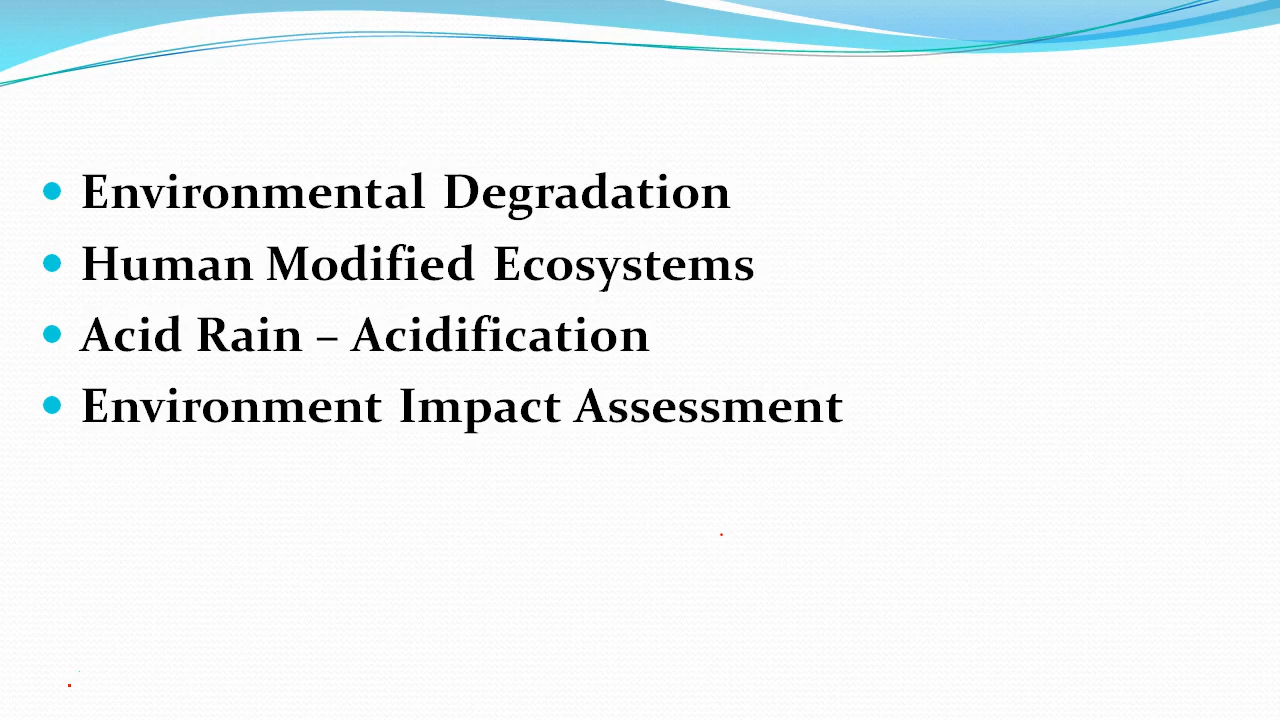 • Environmental Degradation
• Human Modified Ecosystems
• Acid Rain – Acidification
• Environment Impact Assessment